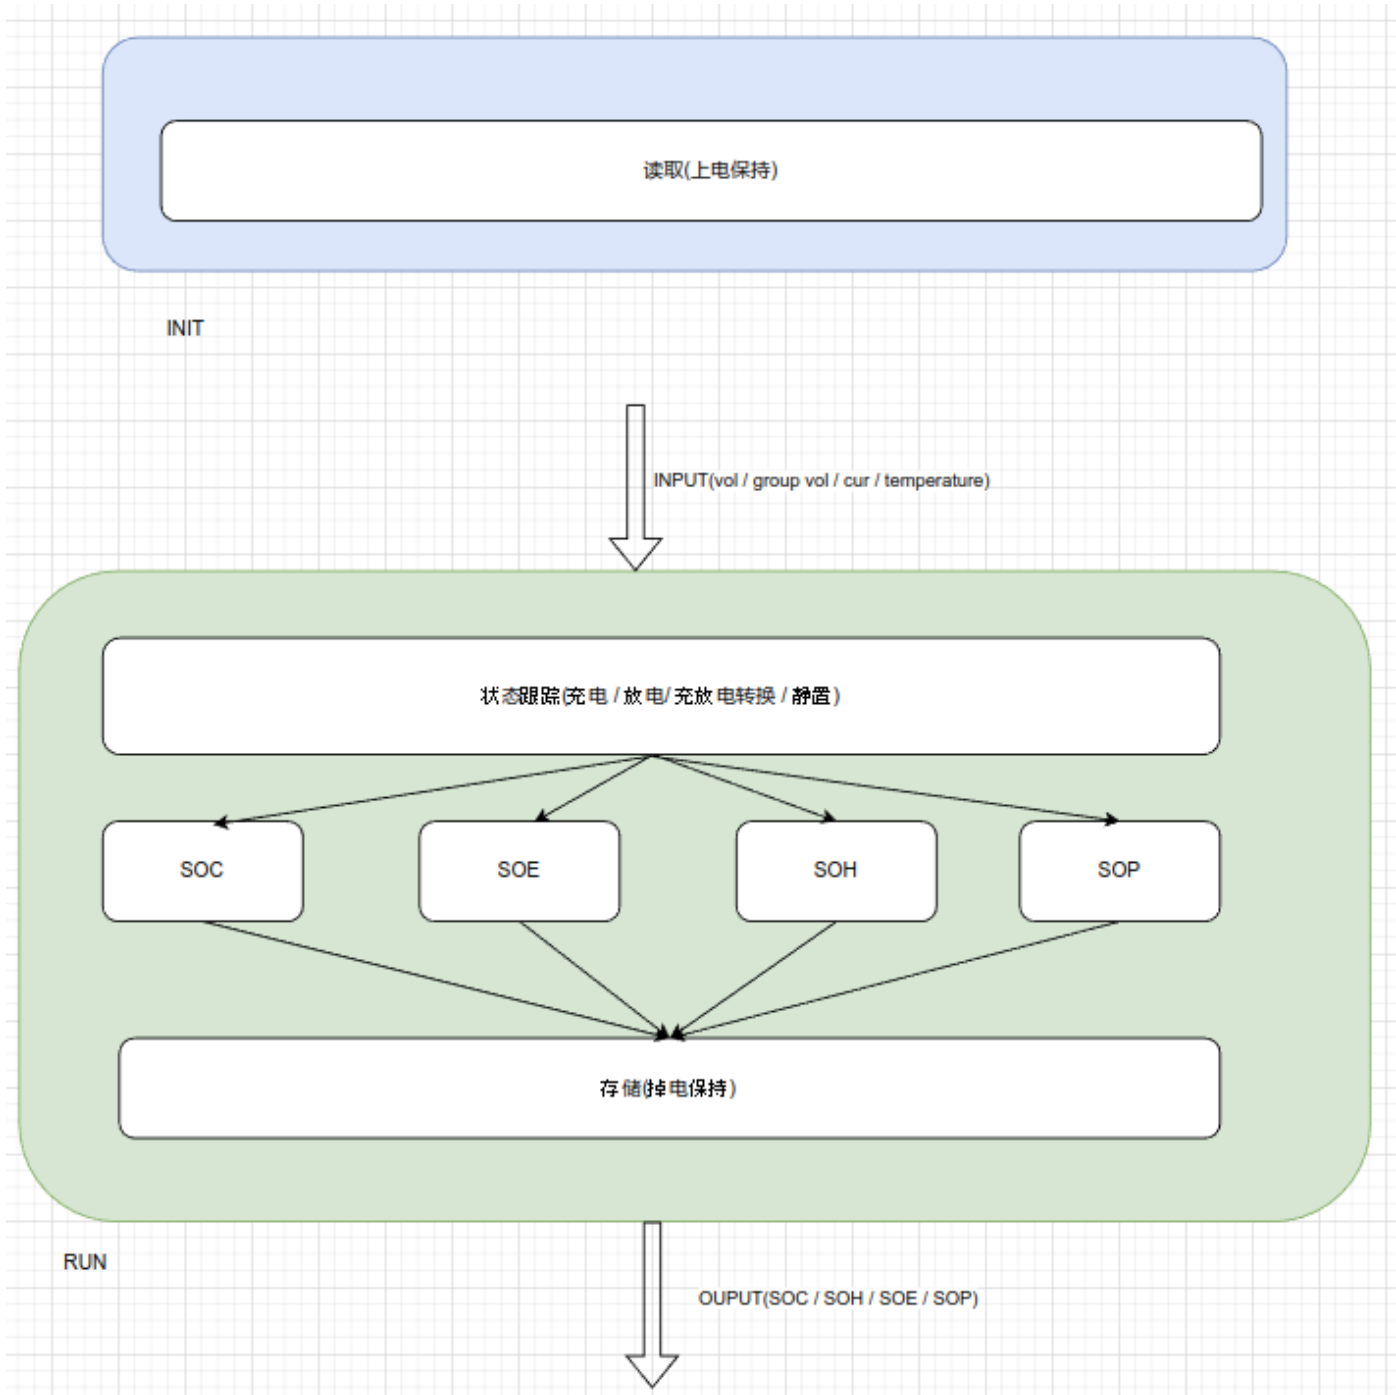 读取(上电保持)
INIT
INPUT(vol / group vol / cur / temperature)
状态跟踪(充电 / 放电/ 充放电转换 / 静置)
SOC
SOE
SOH
SOP
存储(掉电保持)
RUN
OUPUT(SOC / SOH / SOE / SOP)